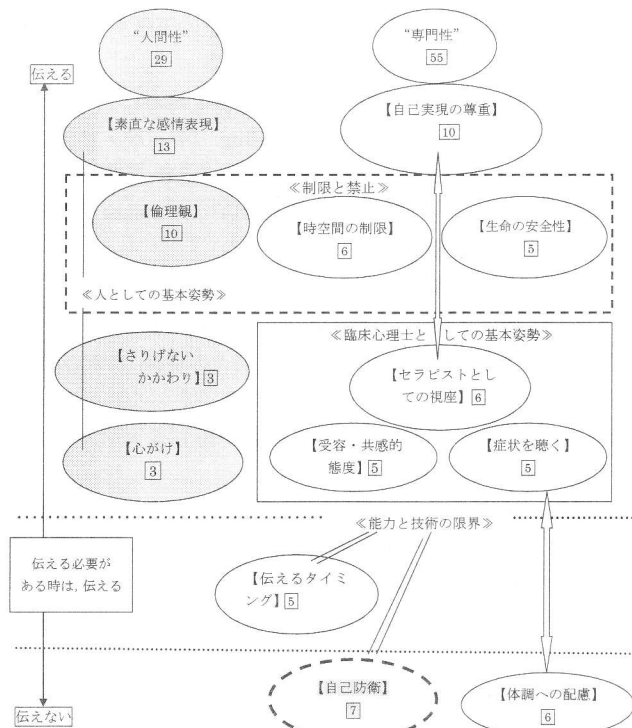 “人間性”
29
“専門性”
55
伝える
【素直な感情表現】
13
【自己実現の尊重】
10
≪制限と禁止≫
【倫理観】
10
【時空間の制限】
6
【生命の安全性】
5
≪人としての基本姿勢≫
≪臨床心理士としての基本姿勢≫
【さりげない
かかわり】3
【セラピストとし
ての視座】6
【心がけ】
3
【受容・共感的
態度】5
【症状を聴く】
5
≪能力と技術の限界≫
伝える必要が
ある時は,伝える
【伝えるタイミ
ング】5
【自己防衛】
7
【体調への配慮】
6
伝えない